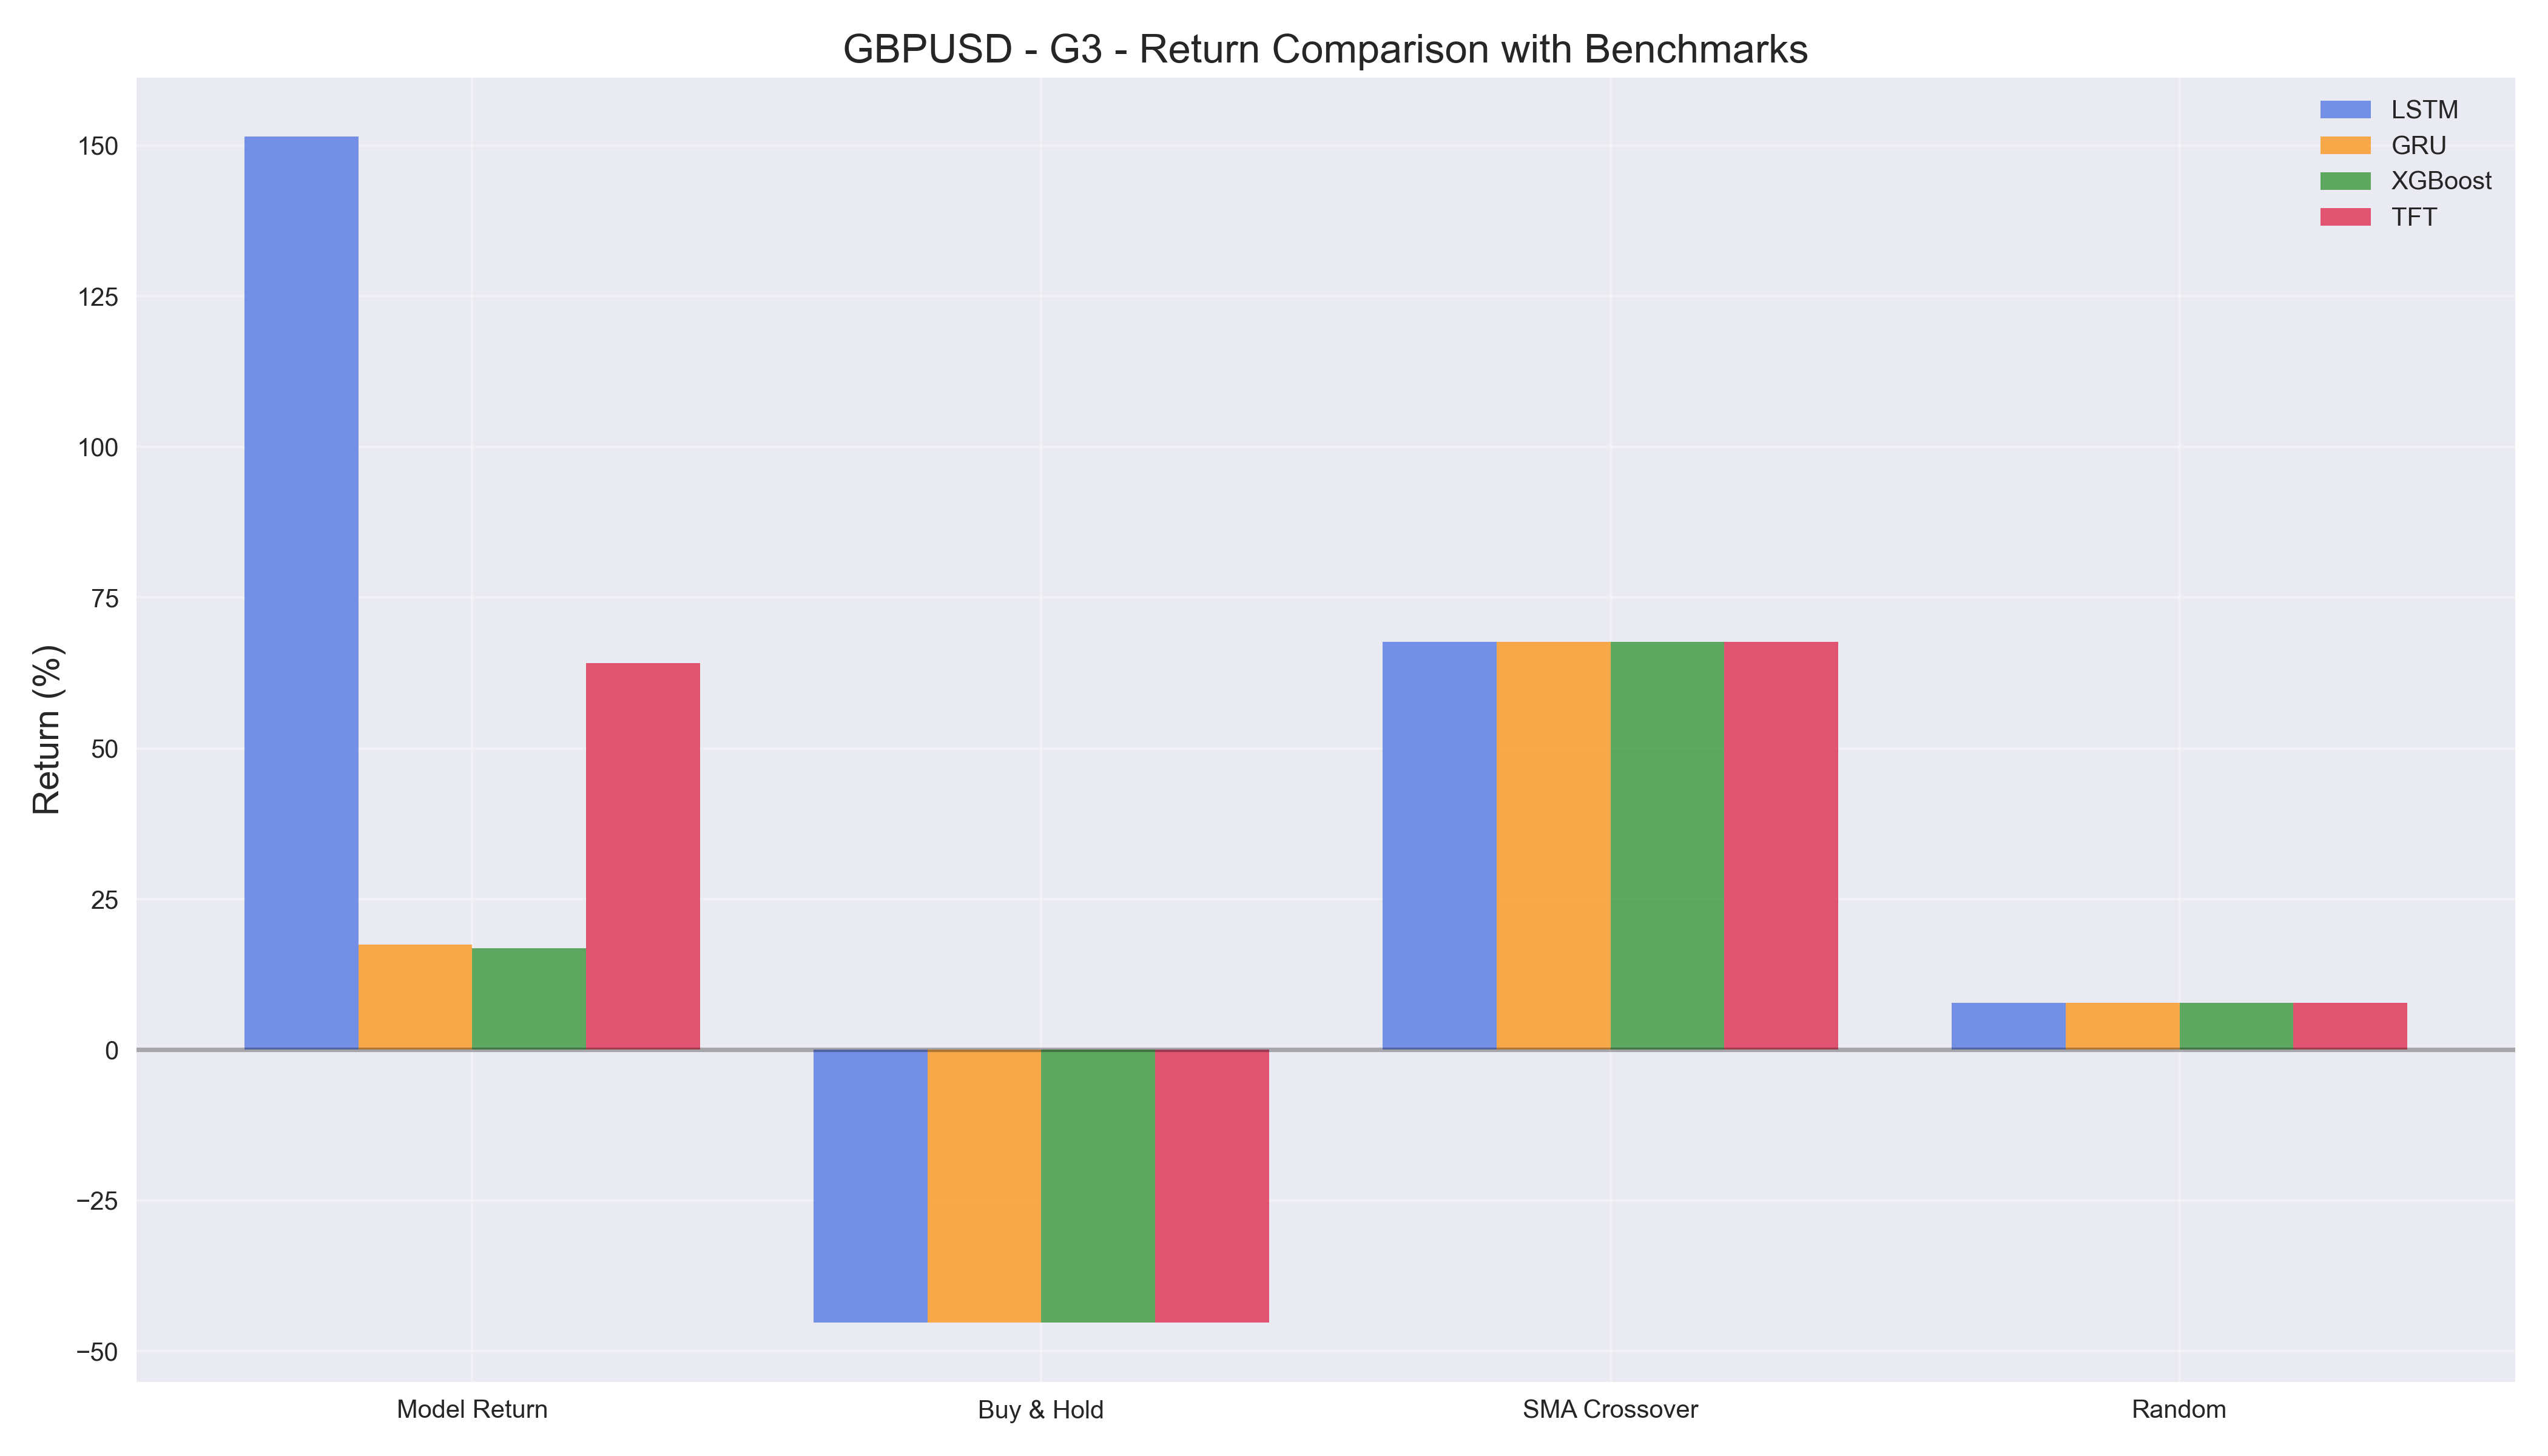 GBPUSD - G3 - Return Comparison with Benchmarks
LSTM
GRU
XGBoost
TFT
Return (%)
150
125
100
75
50
25
0
−25
−50
Model Return
Buy & Hold
SMA Crossover
Random